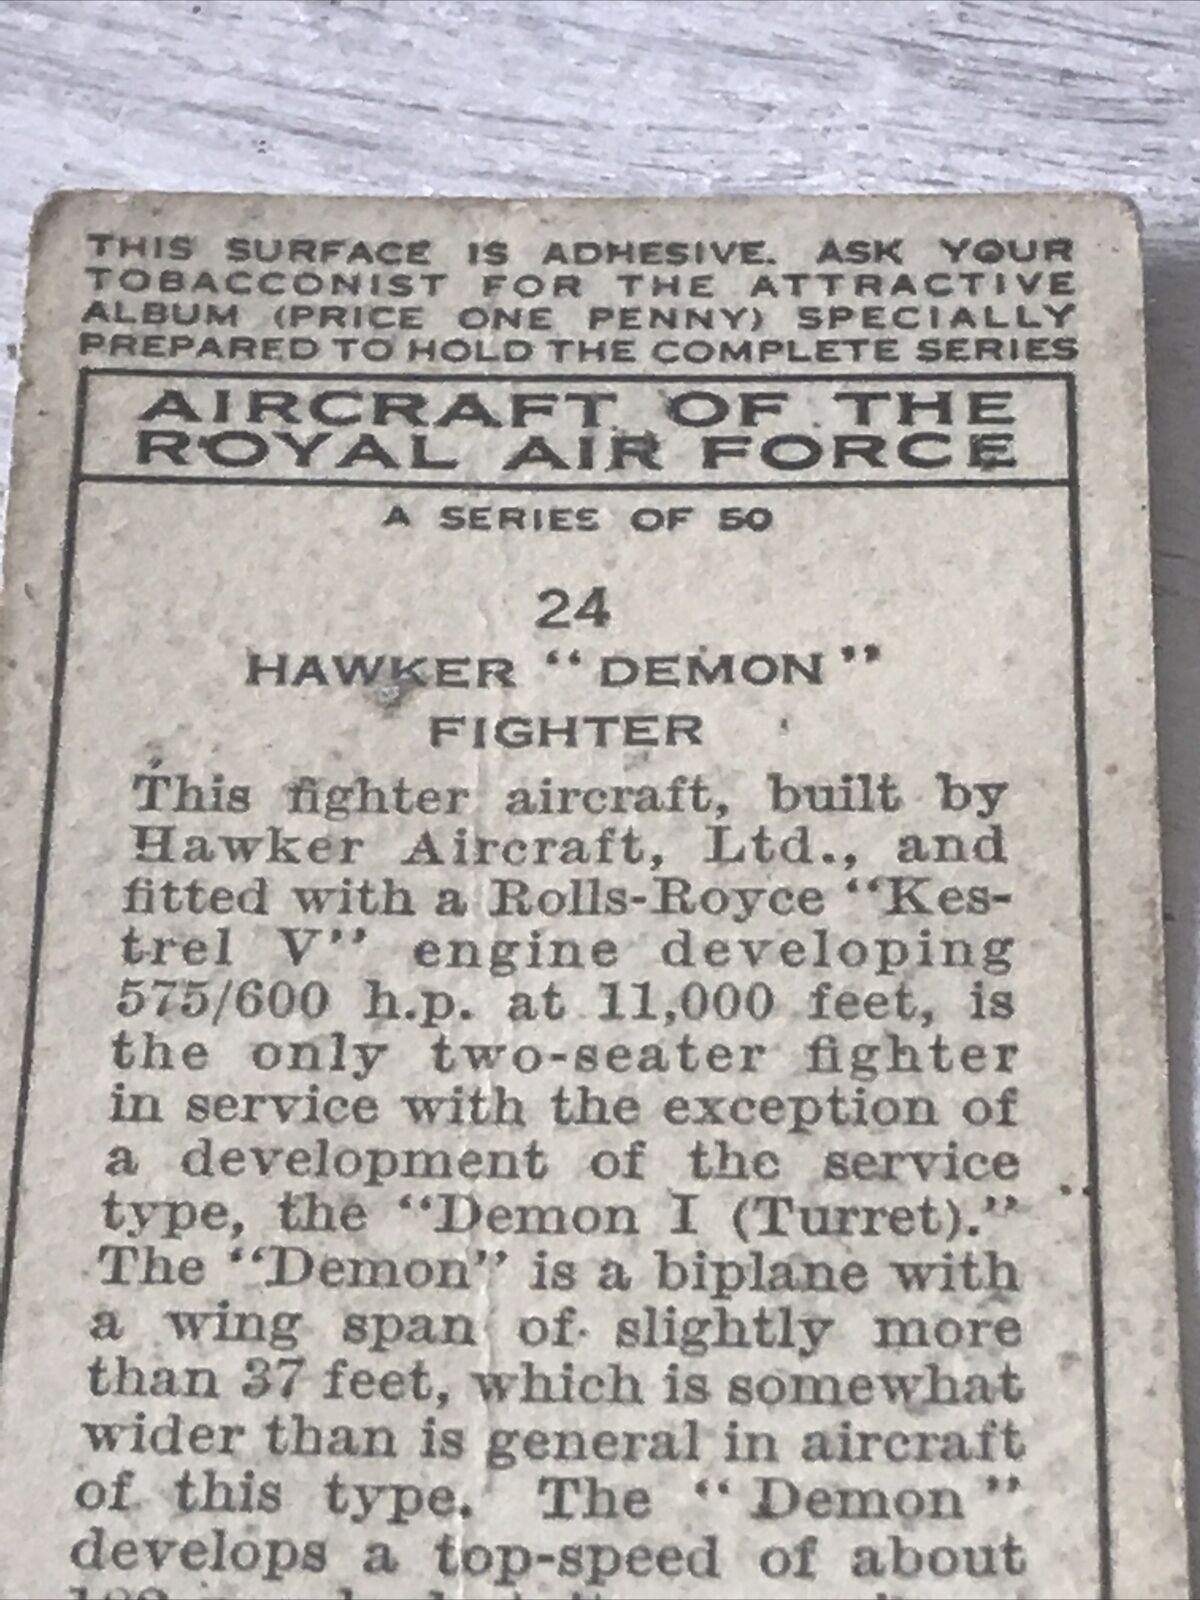 THIS SURFACE IS ADHESIVE. ASK YOUR
TOBACCONIST FOR THE ATTRACTIVE
ALBUM (PRICE ONE PENNY) SPECIALLY
PREPARED TO HOLD THE COMPLETE SERIES
AIRCRAFT OF THE
ROYAL AIR FORCE
A SERIES OF 50
24
HAWKER "DEMON"
FIGHTER
This fighter aircraft, built by
Hawker Aircraft, Ltd., and
fitted with a Rolls-Royce "Kes-
trel V" engine developing
575/600 h.p. at 11,000 feet, is
the only two-seater fighter
in service with the exception of
a development of the service
type, the "Demon I (Turret)."
The "Demon" is a biplane with
a wing span of slightly more
than 37 feet, which is somewhat
wider than is general in aircraft
of this type. The "Demon"
develops a top-speed of about